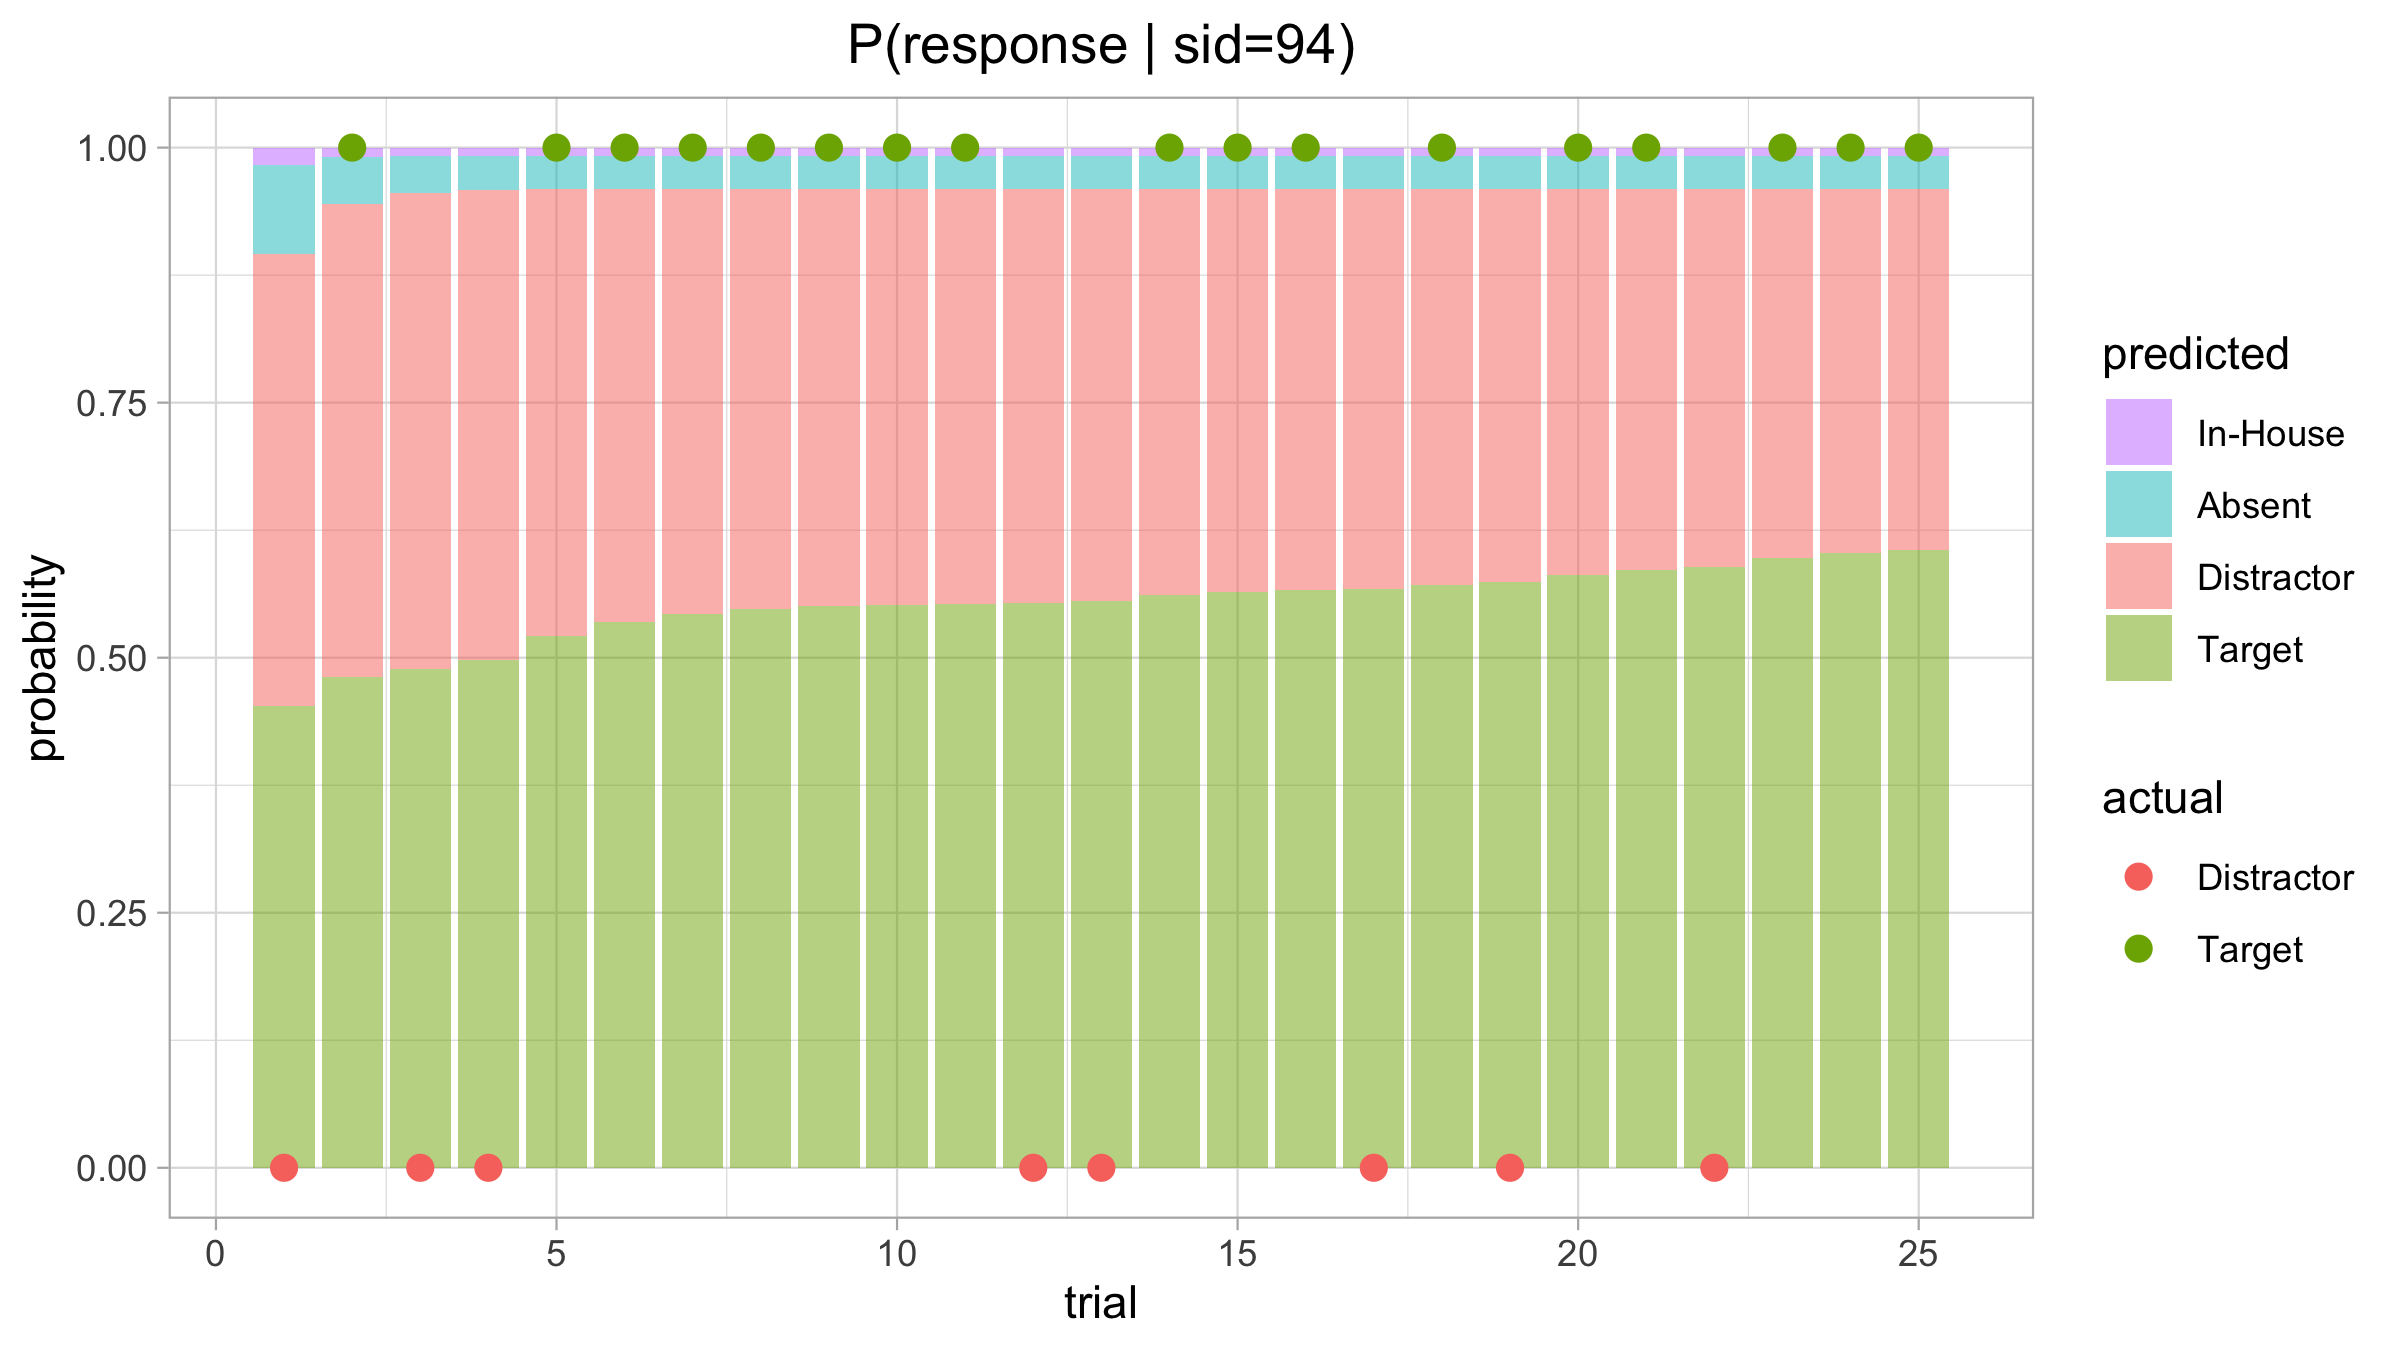 P(response | sid=94)
probability
1.00
0.75
0.50
0.25
0.00
0 5 10 15 20 25
trial
predicted
In-House
Absent
Distractor
Target
actual
Distractor
Target